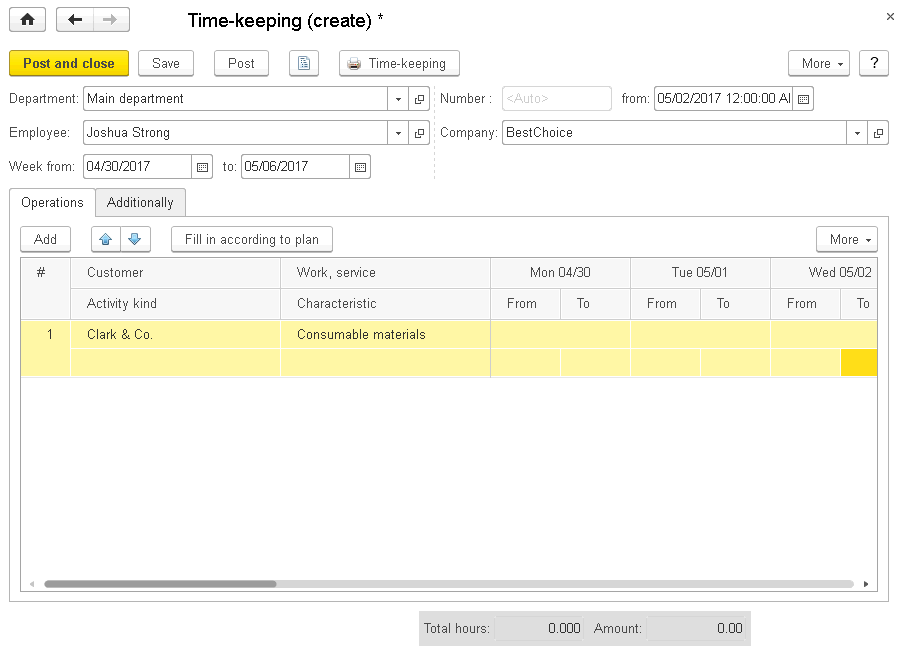 Time-keeping (create) *
Post and close Save Post Time-keeping More ?
Department: Main department Number : <Auto> from: 05/02/2017 12:00:00 AM
Employee: Joshua Strong Company: BestChoice
Week from: 04/30/2017 to: 05/06/2017
Operations Additionally
Add Fill in according to plan More
# Customer Work, service Mon 04/30 Tue 05/01 Wed 05/02
Activity kind Characteristic From To From To From To
1 Clark & Co. Consumable materials
Total hours: 0.000 Amount: 0.00